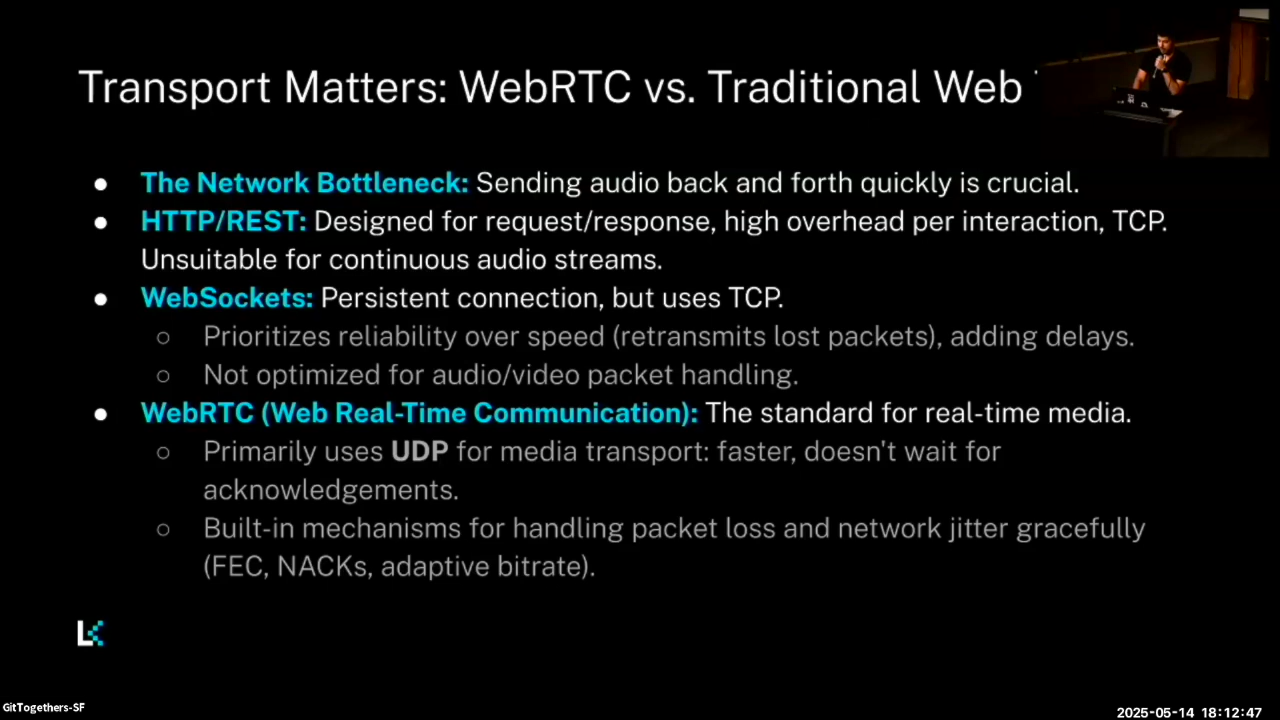 Transport Matters: WebRTC vs. Traditional Web
● The Network Bottleneck: Sending audio back and forth quickly is crucial.
● HTTP/REST: Designed for request/response, high overhead per interaction, TCP.
Unsuitable for continuous audio streams.
● WebSockets: Persistent connection, but uses TCP.
○ Prioritizes reliability over speed (retransmits lost packets), adding delays.
○ Not optimized for audio/video packet handling.
● WebRTC (Web Real-Time Communication): The standard for real-time media.
○ Primarily uses UDP for media transport: faster, doesn't wait for
acknowledgements.
○ Built-in mechanisms for handling packet loss and network jitter gracefully
(FEC, NACKs, adaptive bitrate).
GitTogethers-SF
2025-05-14 18:12:47